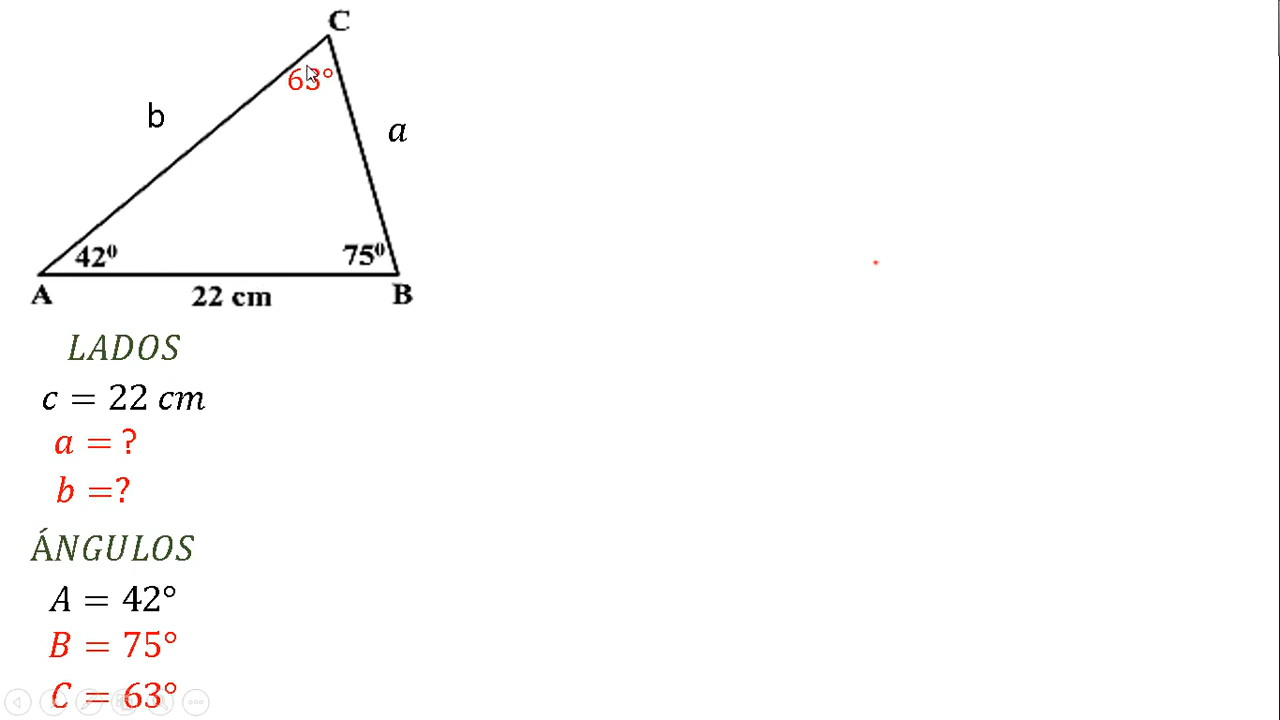 C
63°
b
a
42⁰
75⁰
A
22 cm
B
LADOS
c = 22 cm
a = ?
b =?
ÁNGULOS
A = 42°
B = 75°
C = 63°